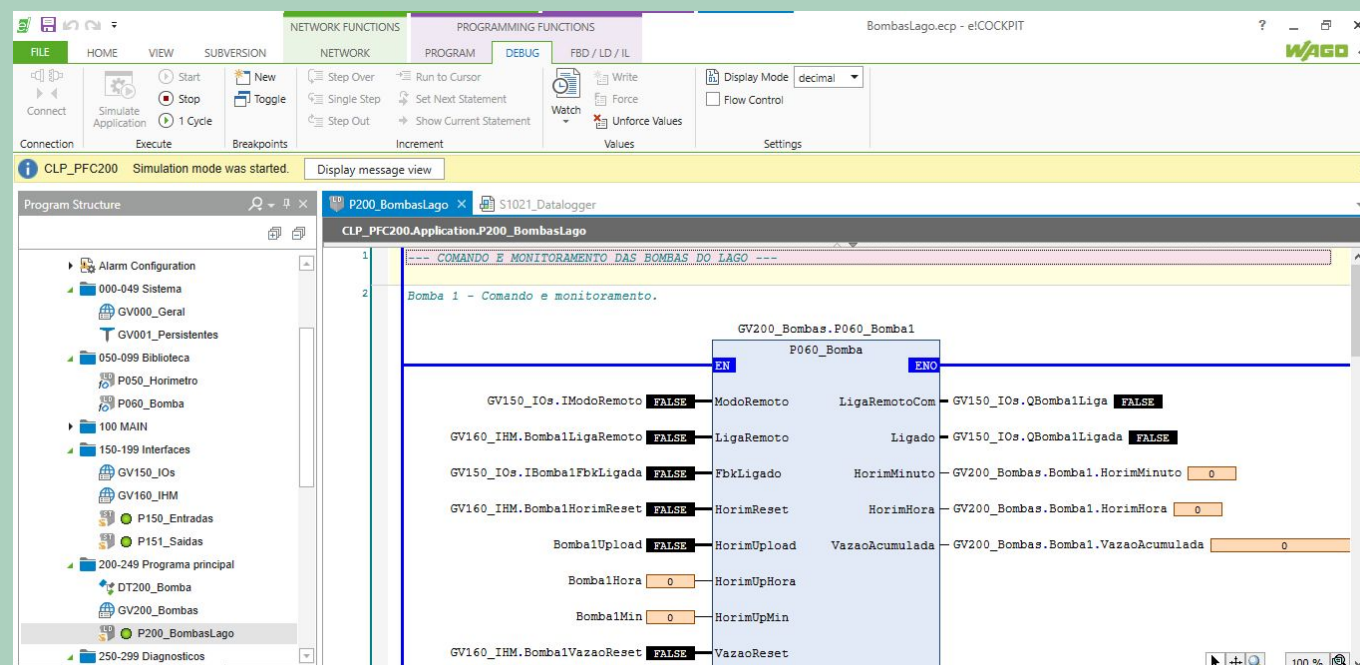 NETWORK FUNCTIONS PROGRAMMING FUNCTIONS BombasLago.ecp - e!COCKPIT ?
FILE HOME VIEW SUBVERSION NETWORK PROGRAM DEBUG FBD / LD / IL WAGO
Connect
Simulate Application
Start
Stop
1 Cycle
New
Toggle
Step Over
Single Step
Step Out
Run to Cursor
Set Next Statement
Show Current Statement
Watch
Write
Force
Unforce Values
Display Mode decimal
Flow Control
Connection Execute Breakpoints Increment Values Settings
CLP_PFC200 Simulation mode was started. Display message view
Program Structure
Alarm Configuration
000-049 Sistema
GV000_Geral
GV001_Persistentes
050-099 Biblioteca
P050_Horimetro
P060_Bomba
100 MAIN
150-199 Interfaces
GV150_IOs
GV160_IHM
P150_Entradas
P151_Saidas
200-249 Programa principal
DT200_Bomba
GV200_Bombas
P200_BombasLago
250-299 Diagnosticos
P200_BombasLago S1021_Datalogger
CLP_PFC200.Application.P200_BombasLago
1 --- COMANDO E MONITORAMENTO DAS BOMBAS DO LAGO ---
2 Bomba 1 - Comando e monitoramento.
GV200_Bombas.P060_Bomba1
P060_Bomba
EN ENO
GV150_IOs.IModoRemoto FALSE ModoRemoto LigaRemotoCom GV150_IOs.QBomba1Liga FALSE
GV160_IHM.Bomba1LigaRemoto FALSE LigaRemoto Ligado GV150_IOs.QBomba1Ligada FALSE
GV150_IOs.IBomba1FbkLigada FALSE FbkLigado HorimMinuto GV200_Bombas.Bomba1.HorimMinuto 0
GV160_IHM.Bomba1HorimReset FALSE HorimReset HorimHora GV200_Bombas.Bomba1.HorimHora 0
Bomba1Upload FALSE HorimUpload VazaoAcumulada GV200_Bombas.Bomba1.VazaoAcumulada 0
Bomba1Hora 0 HorimUpHora
Bomba1Min 0 HorimUpMin
GV160_IHM.Bomba1VazaoReset FALSE VazaoReset
100 %